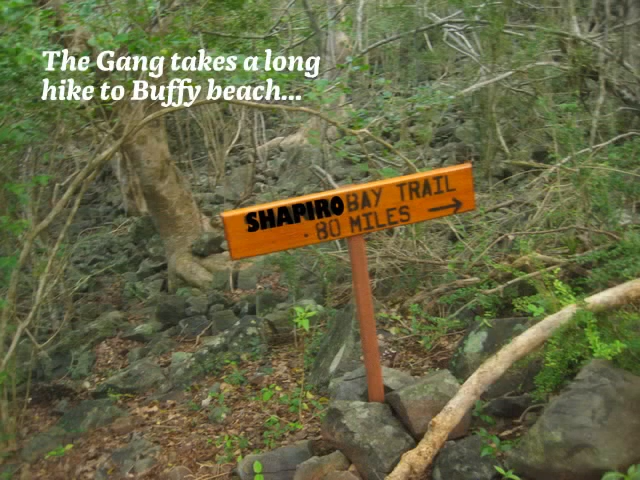 The Gang takes a long
hike to Buffy beach...
SHAPIRO BAY TRAIL
.80 MILES →